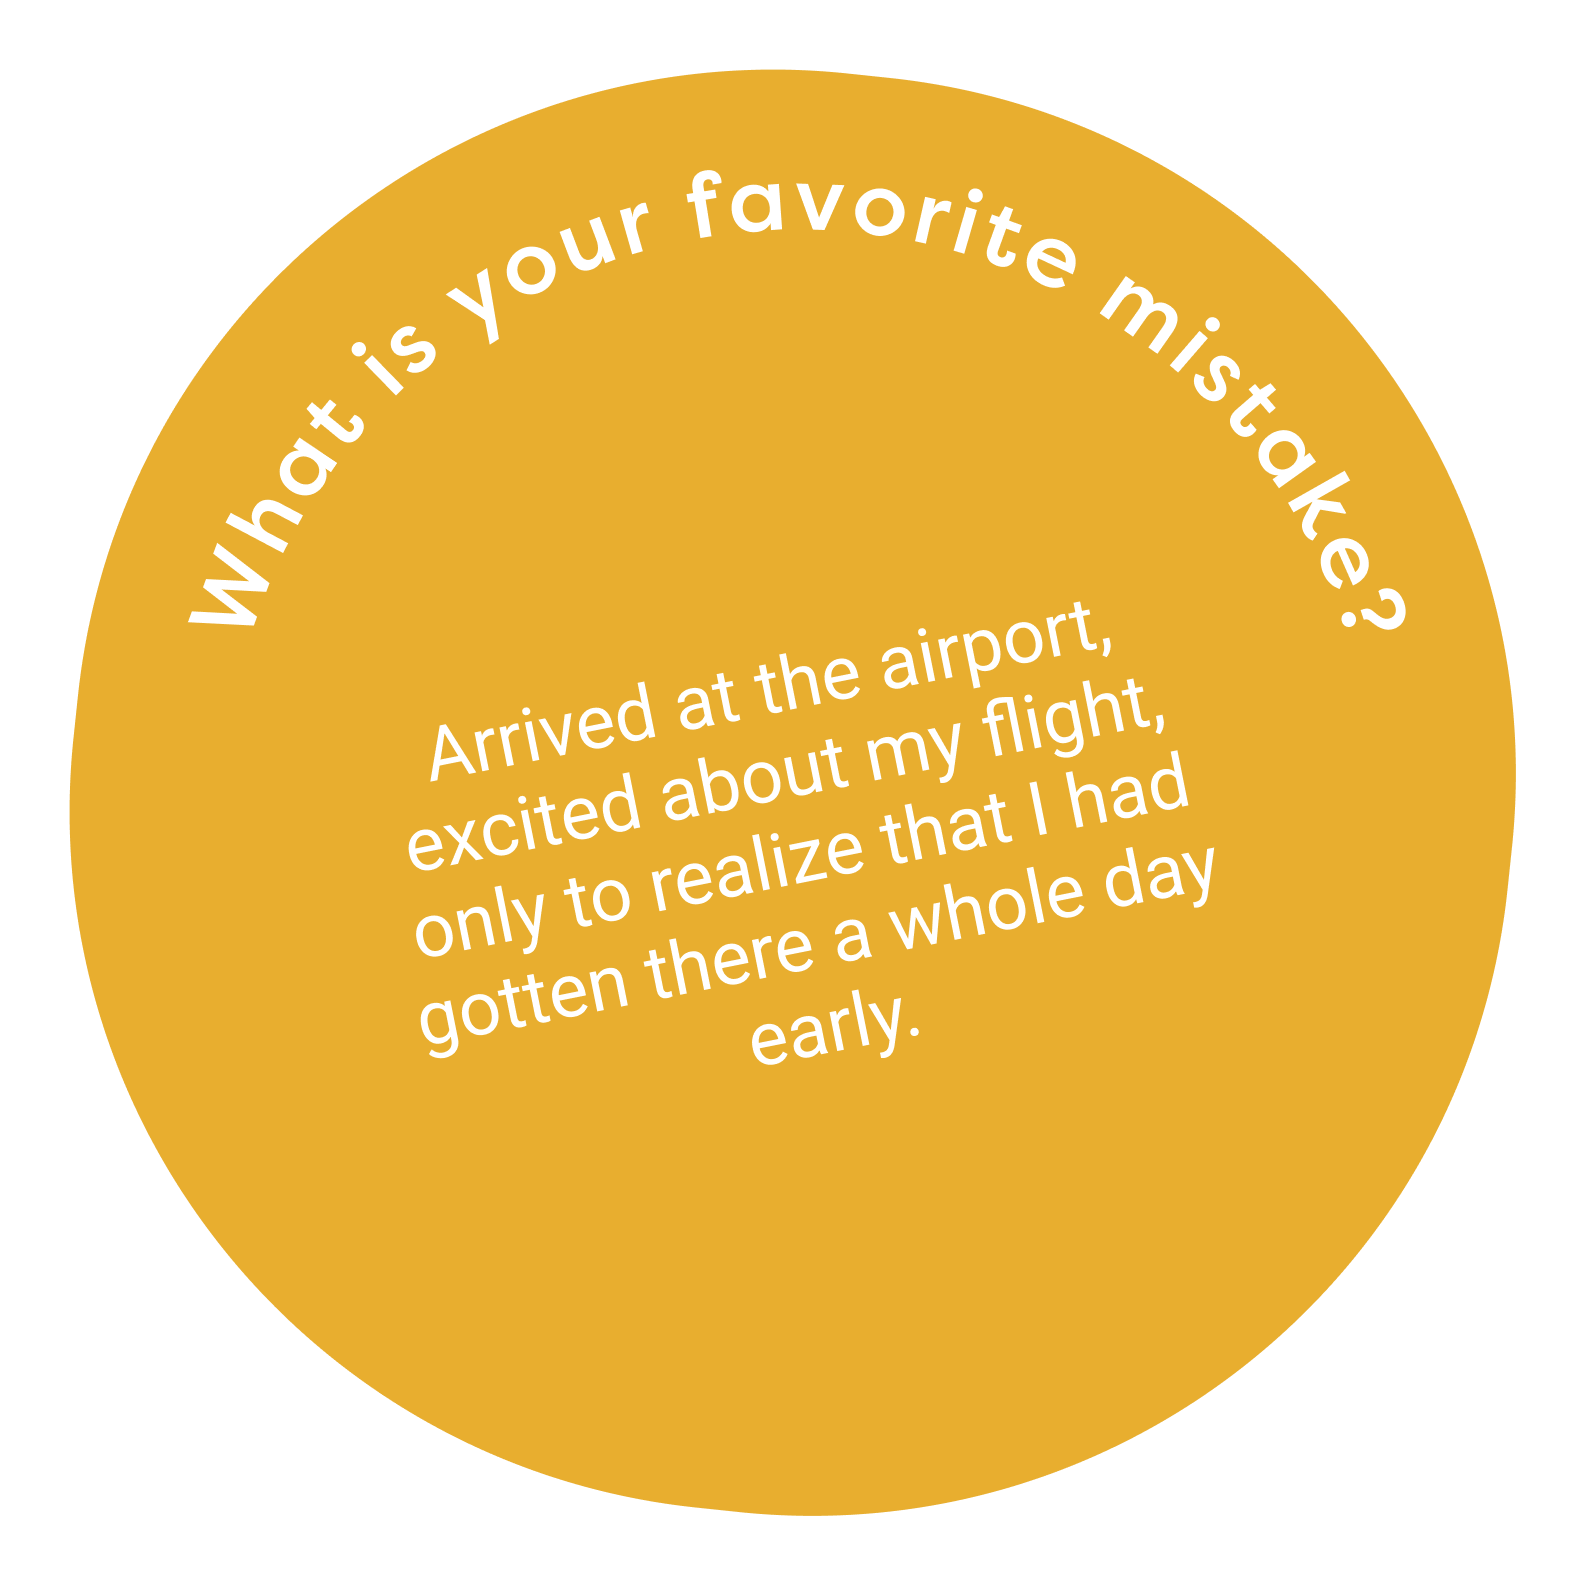 What is your favorite mistake?
Arrived at the airport,
excited about my flight,
only to realize that I had
gotten there a whole day
early.